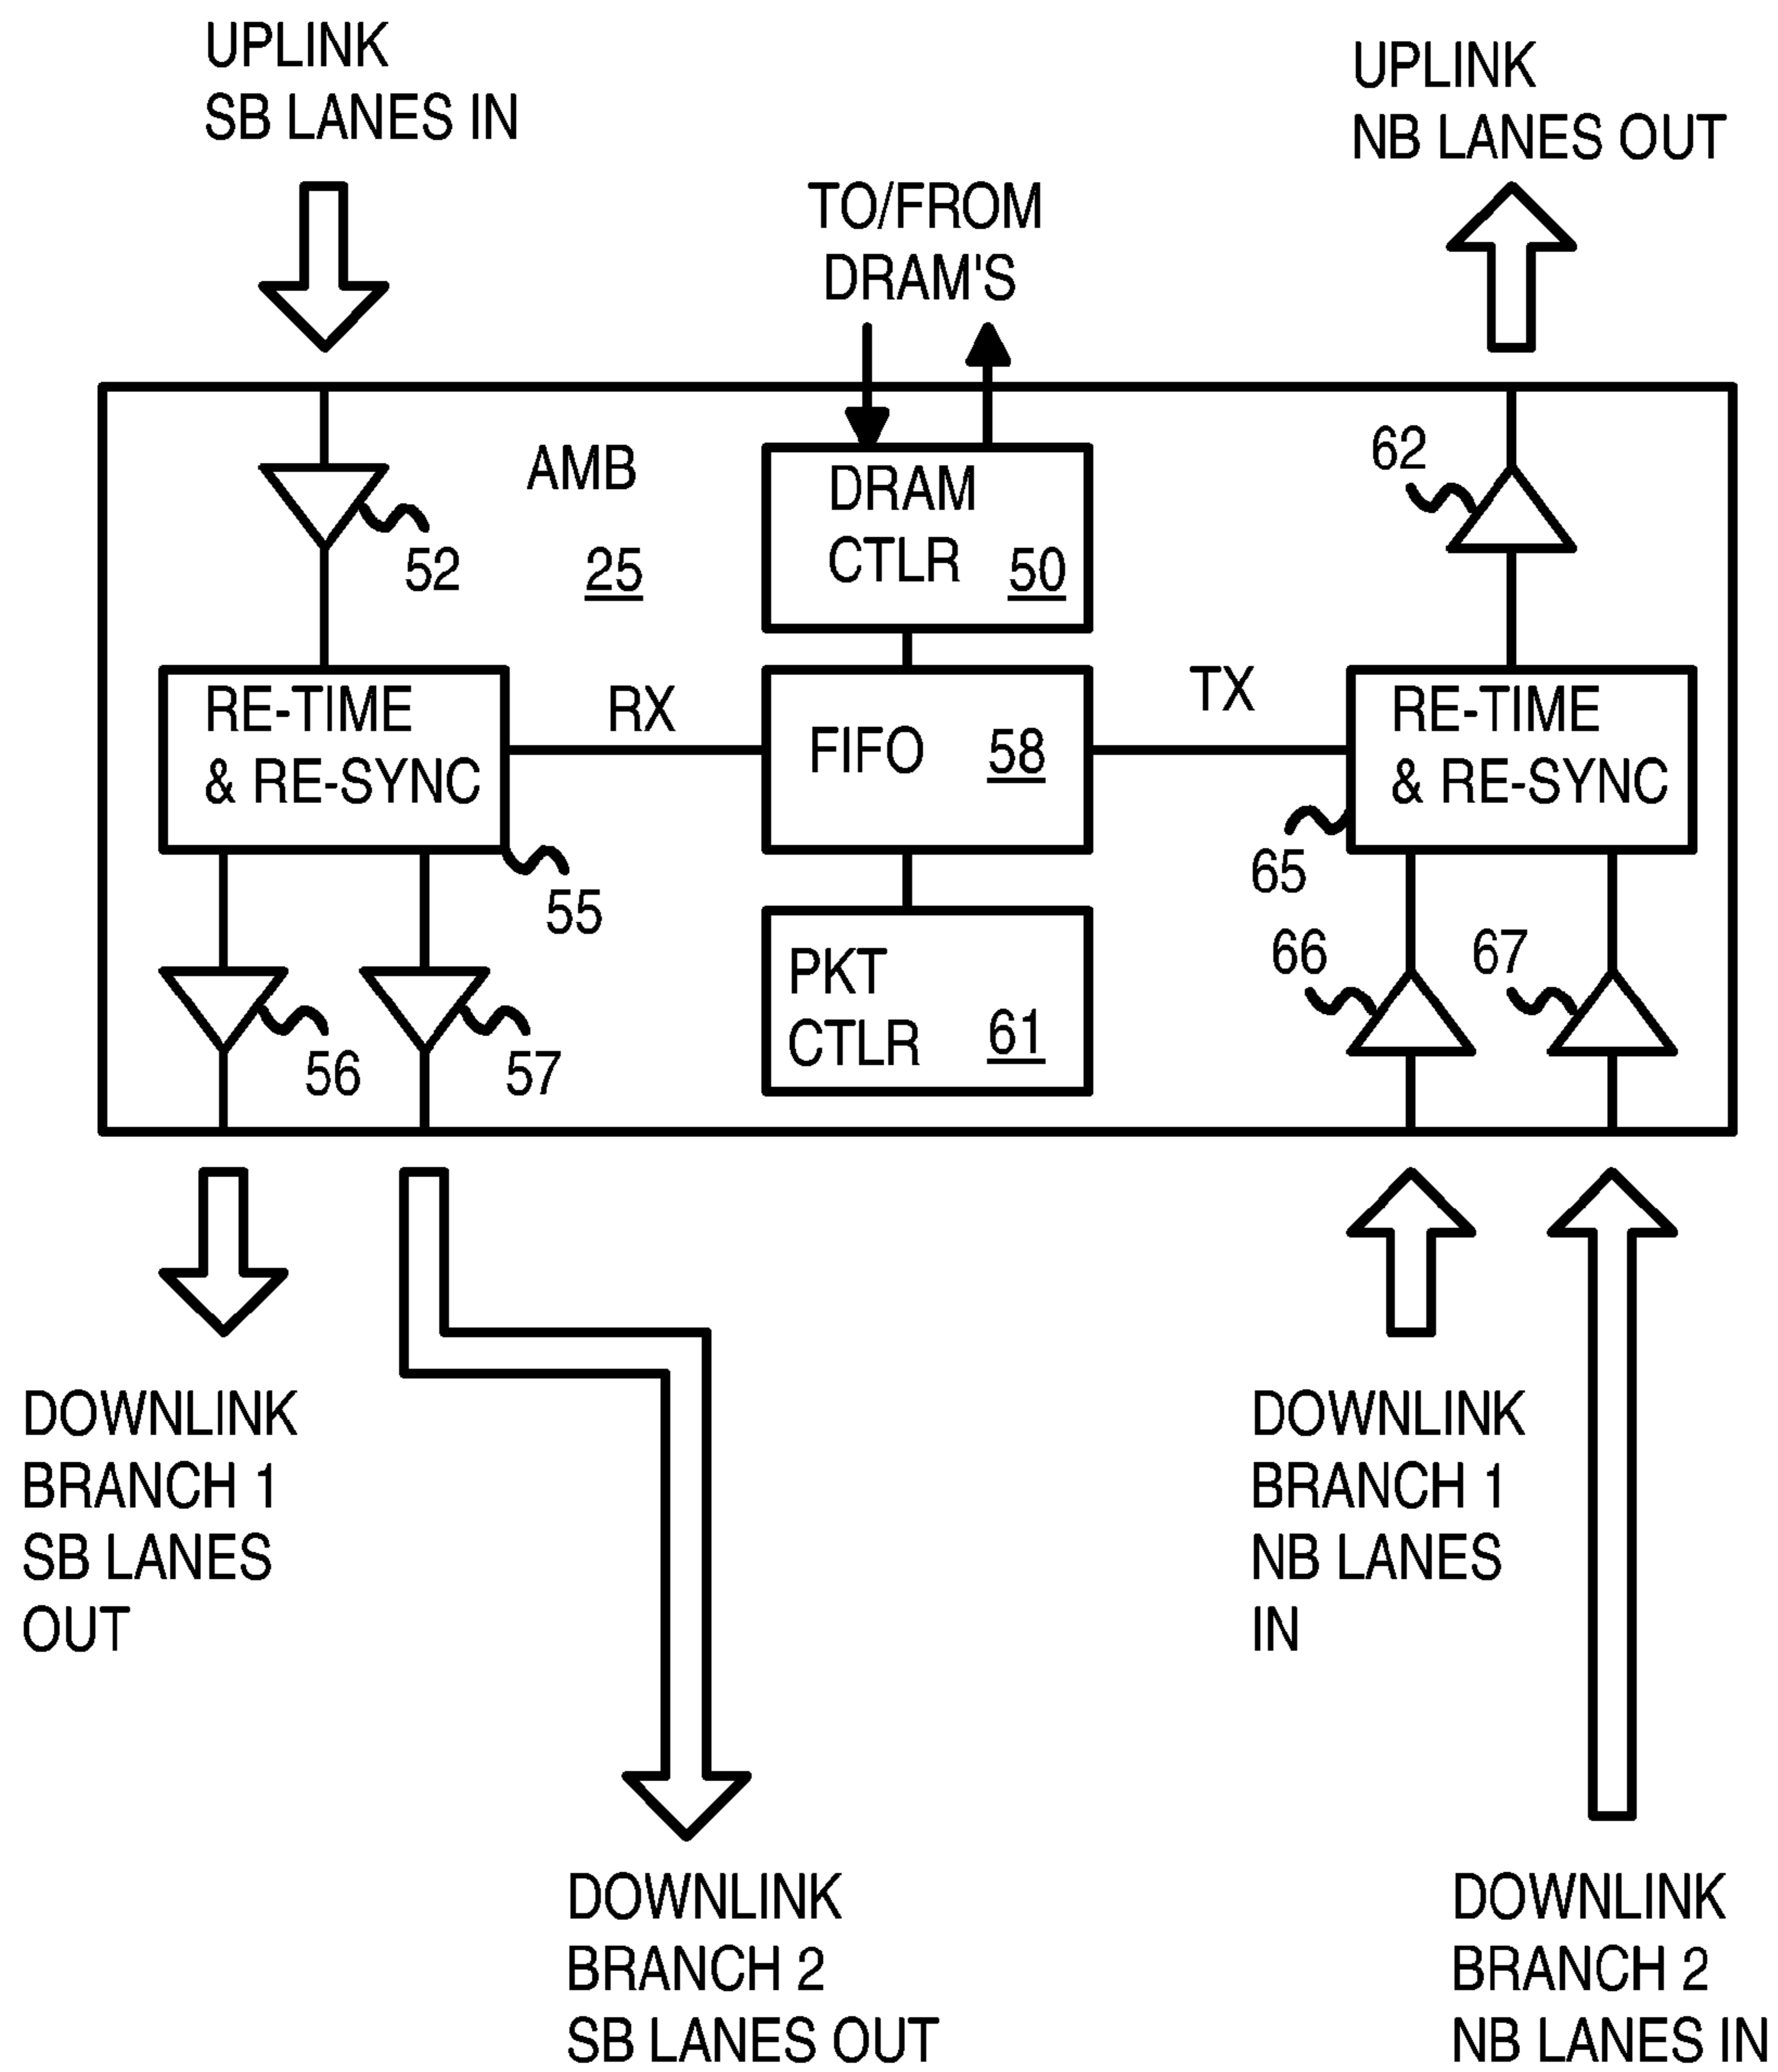 UPLINK
SB LANES IN
UPLINK
NB LANES OUT
TO/FROM
DRAM'S
AMB
25
52
DRAM
CTLR 50
62
RE-TIME
& RE-SYNC
55
RX
FIFO 58
TX
RE-TIME
& RE-SYNC
65
56
57
PKT
CTLR 61
66
67
DOWNLINK
BRANCH 1
SB LANES
OUT
DOWNLINK
BRANCH 2
SB LANES OUT
DOWNLINK
BRANCH 1
NB LANES
IN
DOWNLINK
BRANCH 2
NB LANES IN